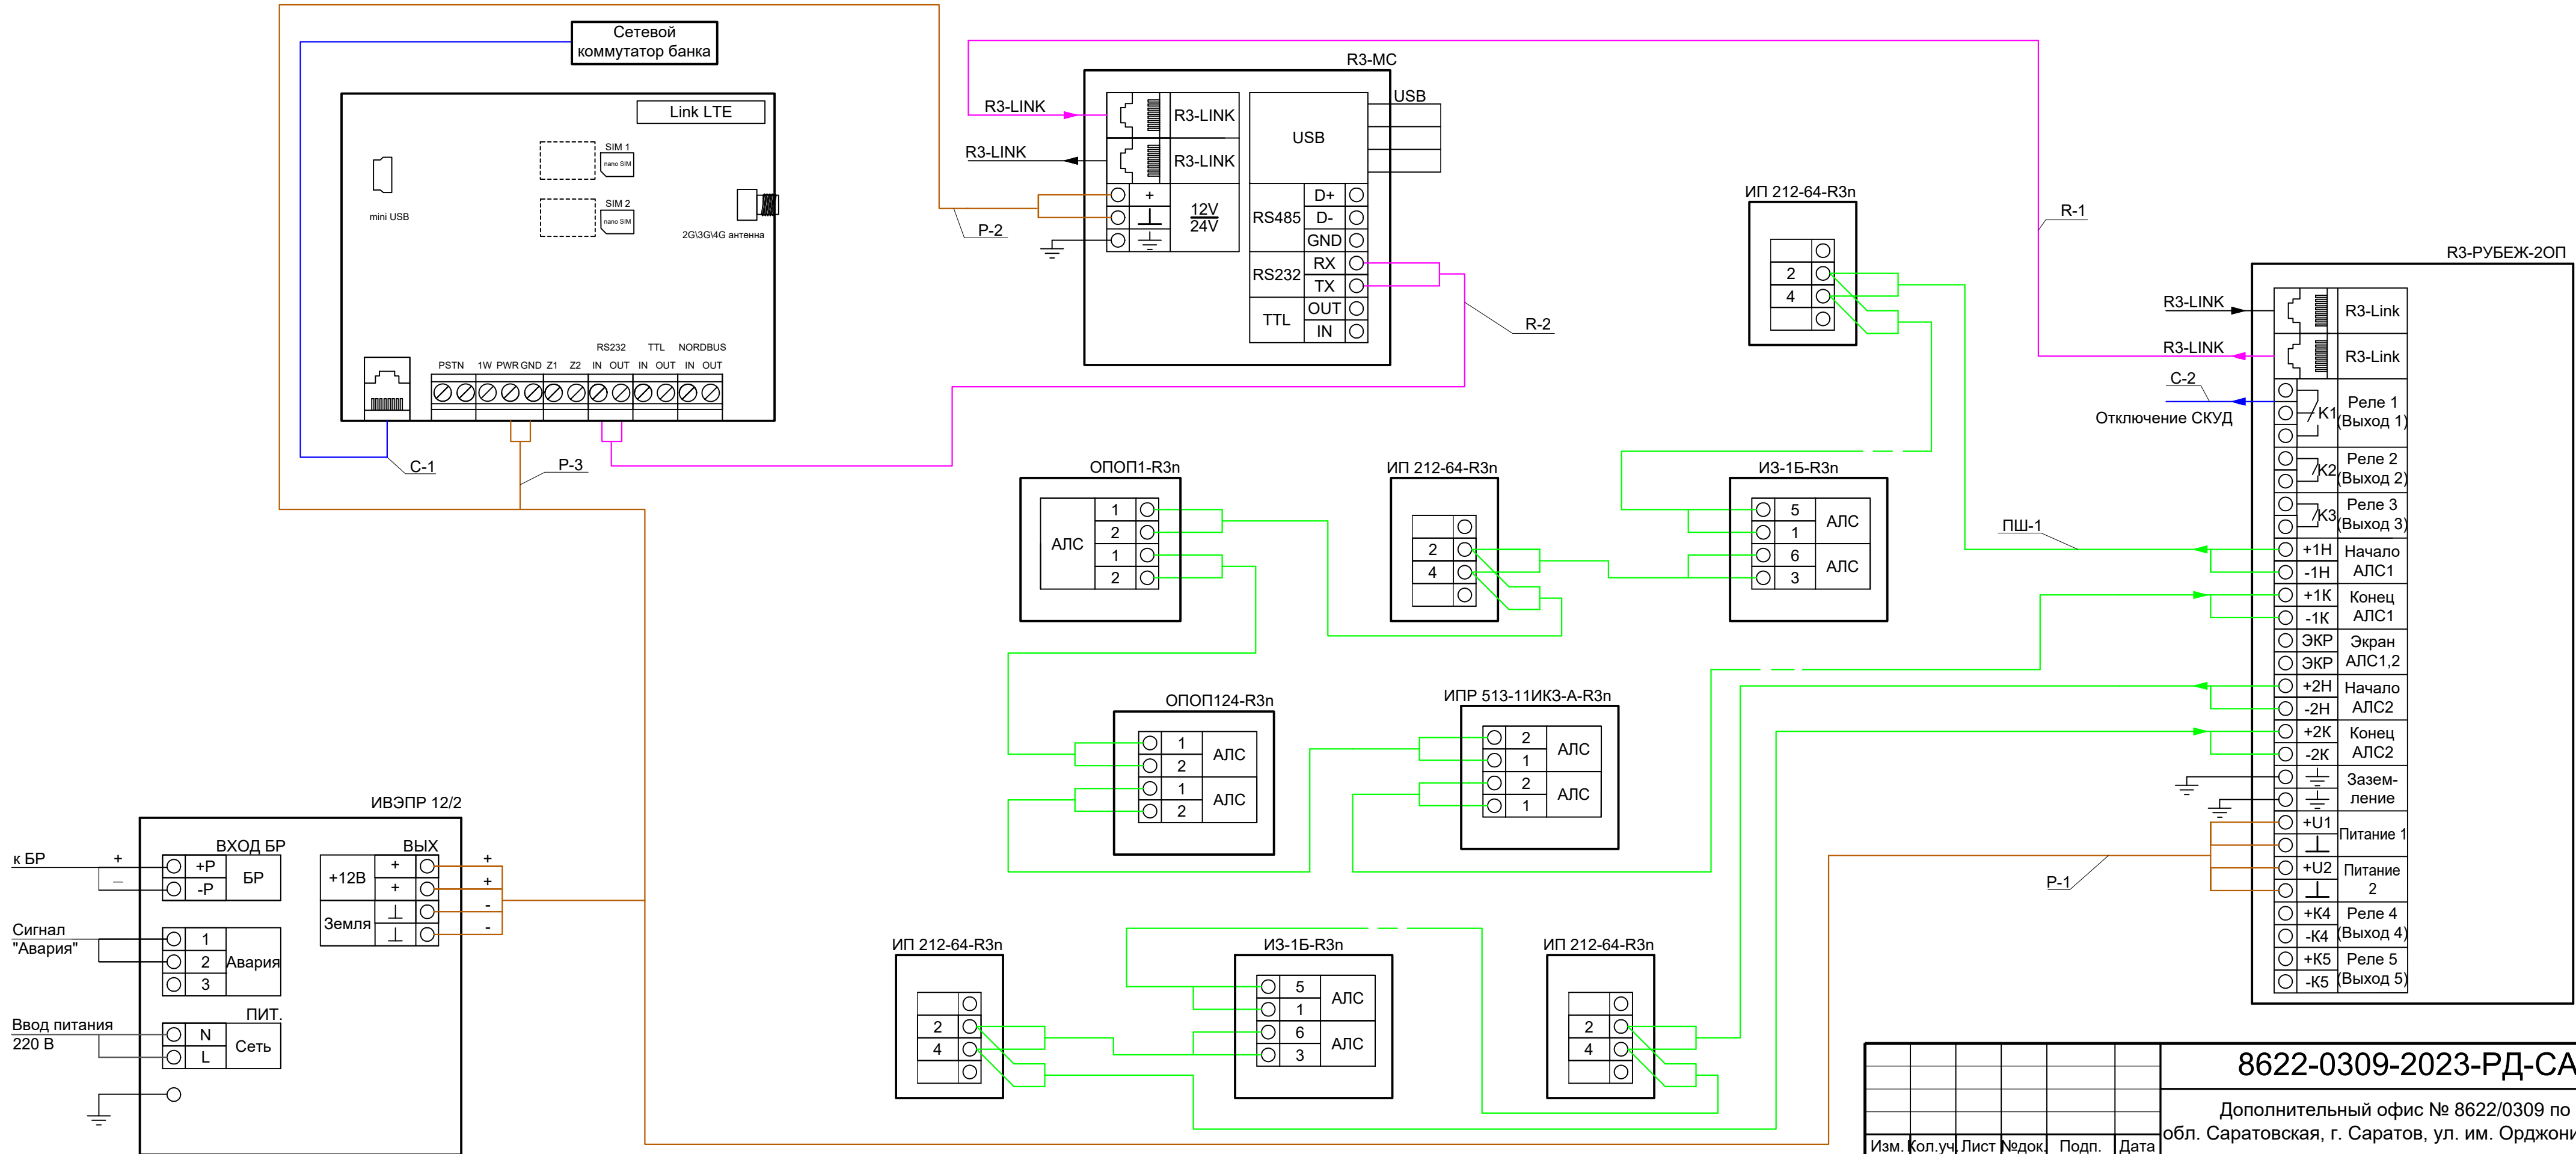 Сетевой
коммутатор банка
Link LTE
SIM 1
nano SIM
SIM 2
nano SIM
mini USB
2G\3G\4G антенна
RS232 TTL NORDBUS
PSTN 1W PWR GND Z1 Z2 IN OUT IN OUT IN OUT
C-1
P-3
R3-МС
R3-LINK
R3-LINK
R3-LINK
R3-LINK
+
12V
24V
USB
USB
RS485
D+
D-
GND
RS232
RX
TX
TTL
OUT
IN
P-2
R-2
R-1
ИП 212-64-R3n
2
4
ОПОП1-R3n
АЛС
1
2
1
2
ИП 212-64-R3n
2
4
ИЗ-1Б-R3n
5
1
АЛС
6
3
АЛС
ОПОП124-R3n
1
2
АЛС
1
2
АЛС
ИПР 513-11ИКЗ-А-R3n
2
1
АЛС
2
1
АЛС
ИП 212-64-R3n
2
4
ИЗ-1Б-R3n
5
1
АЛС
6
3
АЛС
ИП 212-64-R3n
2
4
ИВЭПР 12/2
к БР
+
–
ВХОД БР
+Р
-Р
БР
Сигнал
"Авария"
1
2
3
Авария
Ввод питания
220 В
ПИТ.
N
L
Сеть
ВЫХ
+12В
+
+
Земля
+
+
-
-
R3-РУБЕЖ-2ОП
R3-LINK
R3-Link
R3-LINK
R3-Link
C-2
Отключение СКУД
K1
Реле 1
(Выход 1)
K2
Реле 2
(Выход 2)
K3
Реле 3
(Выход 3)
ПШ-1
+1Н
-1Н
Начало
АЛС1
+1К
-1К
Конец
АЛС1
ЭКР
ЭКР
Экран
АЛС1,2
+2Н
-2Н
Начало
АЛС2
+2К
-2К
Конец
АЛС2
Зазем-
ление
+U1
Питание 1
+U2
Питание
2
P-1
+К4
-К4
Реле 4
(Выход 4)
+К5
-К5
Реле 5
(Выход 5)
8622-0309-2023-РД-СА
Дополнительный офис № 8622/0309 по
обл. Саратовская, г. Саратов, ул. им. Орджони
Изм. Кол.уч. Лист №док. Подп. Дата